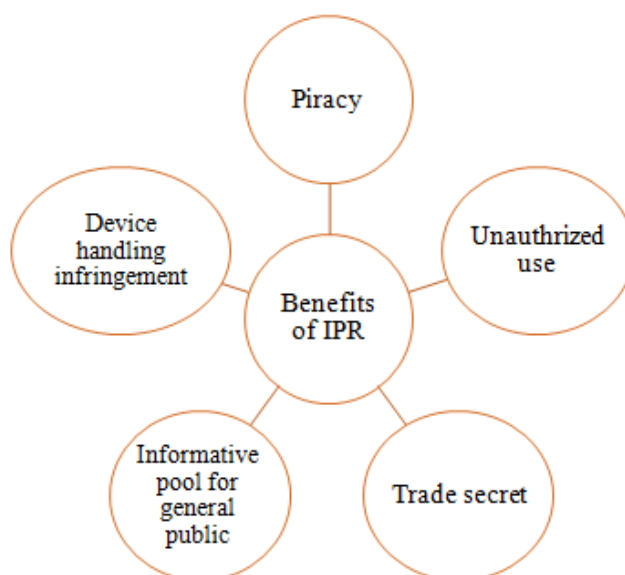 Piracy
Device
handling
infringement
Unauthrized
use
Benefits
of IPR
Informative
pool for
general
public
Trade secret